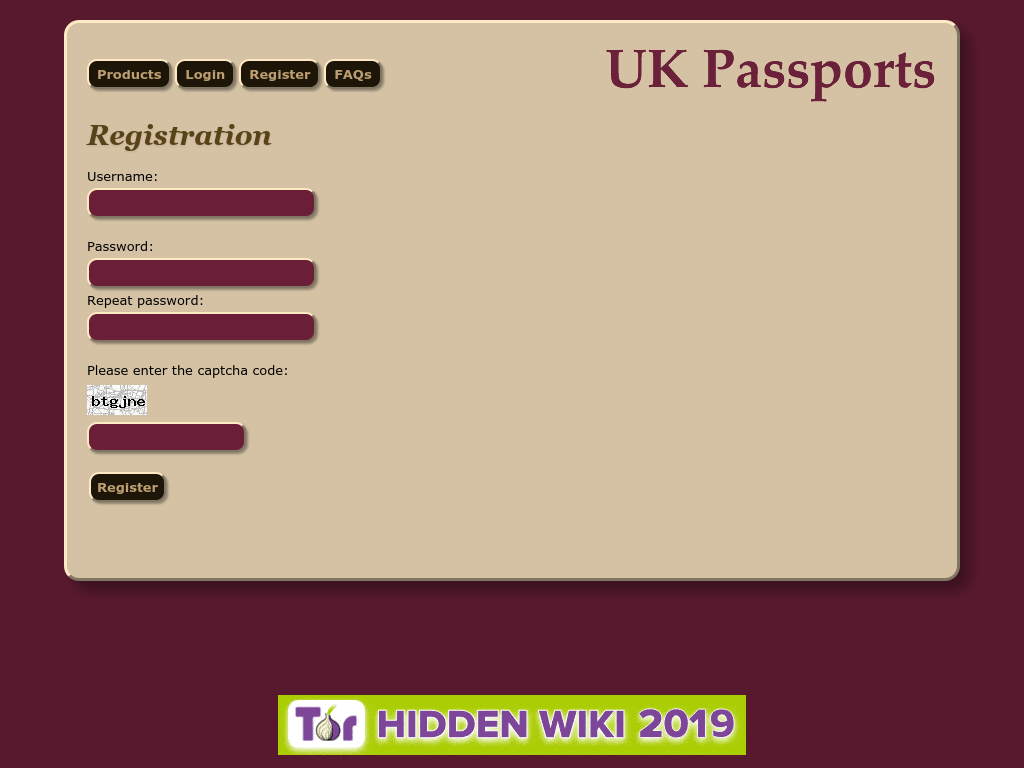 Products Login Register FAQs
UK Passports
Registration
Username:
Password:
Repeat password:
Please enter the captcha code:
btgjne
Register
Tor HIDDEN WIKI 2019